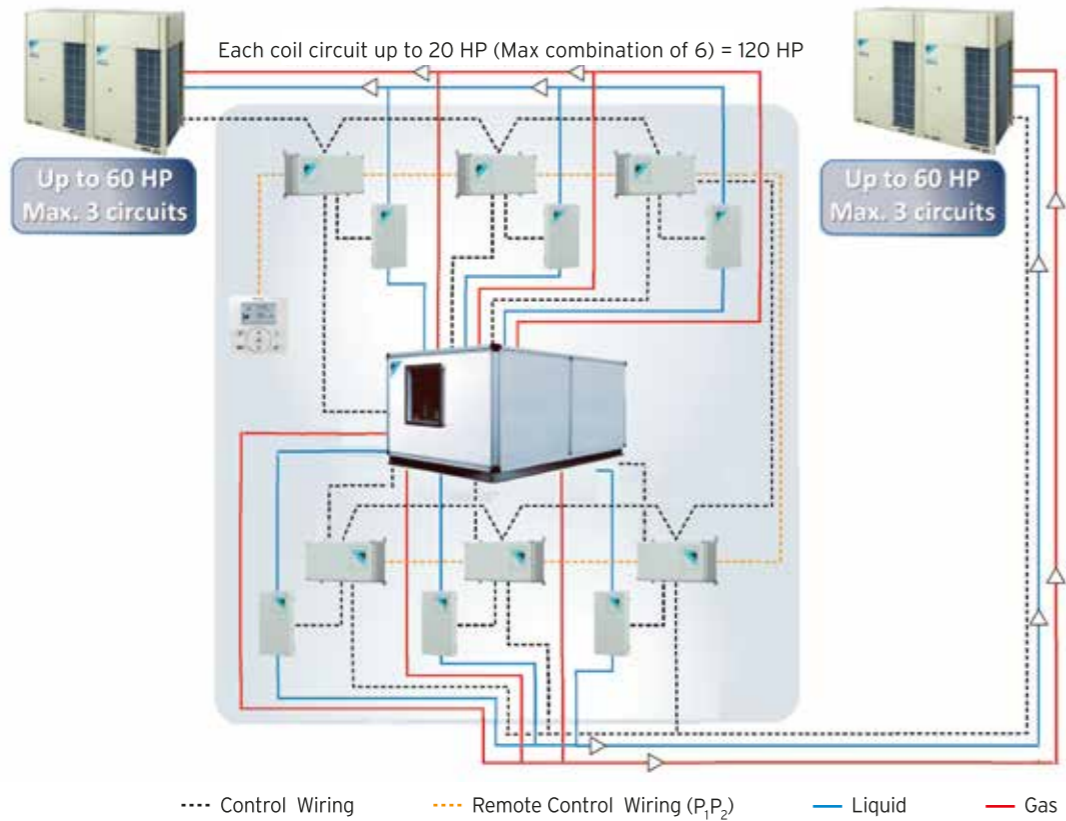 Each coil circuit up to 20 HP (Max combination of 6) = 120 HP
Up to 60 HP
Max. 3 circuits
Up to 60 HP
Max. 3 circuits
Control Wiring
Remote Control Wiring (P₁P₂)
Liquid
Gas